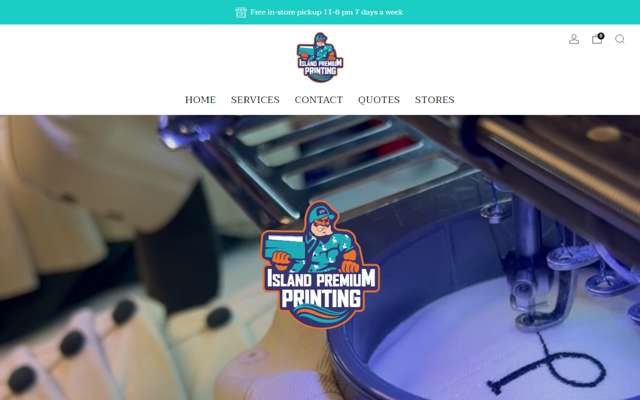 Free in-store pickup 11-6 pm 7 days a week
0
ISLAND PREMIUM
PRINTING
HOME SERVICES CONTACT QUOTES STORES
ISLAND PREMIUM
PRINTING